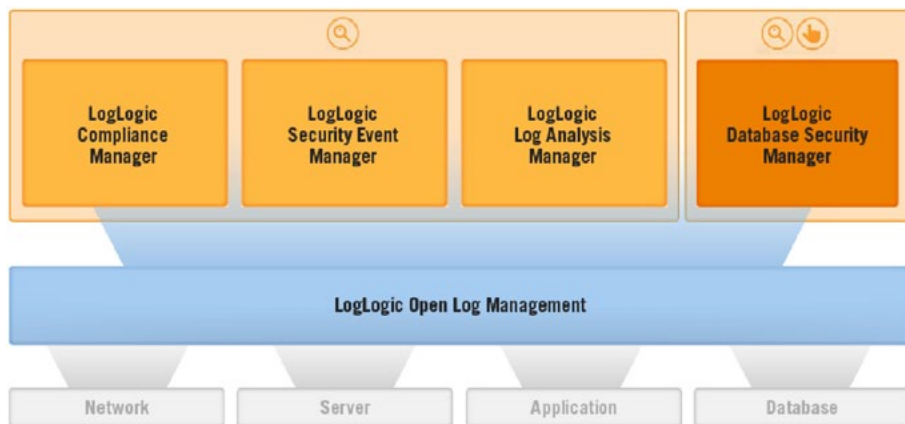 LogLogic
Compliance
Manager
LogLogic
Security Event
Manager
LogLogic
Log Analysis
Manager
LogLogic
Database Security
Manager
LogLogic Open Log Management
Network
Server
Application
Database